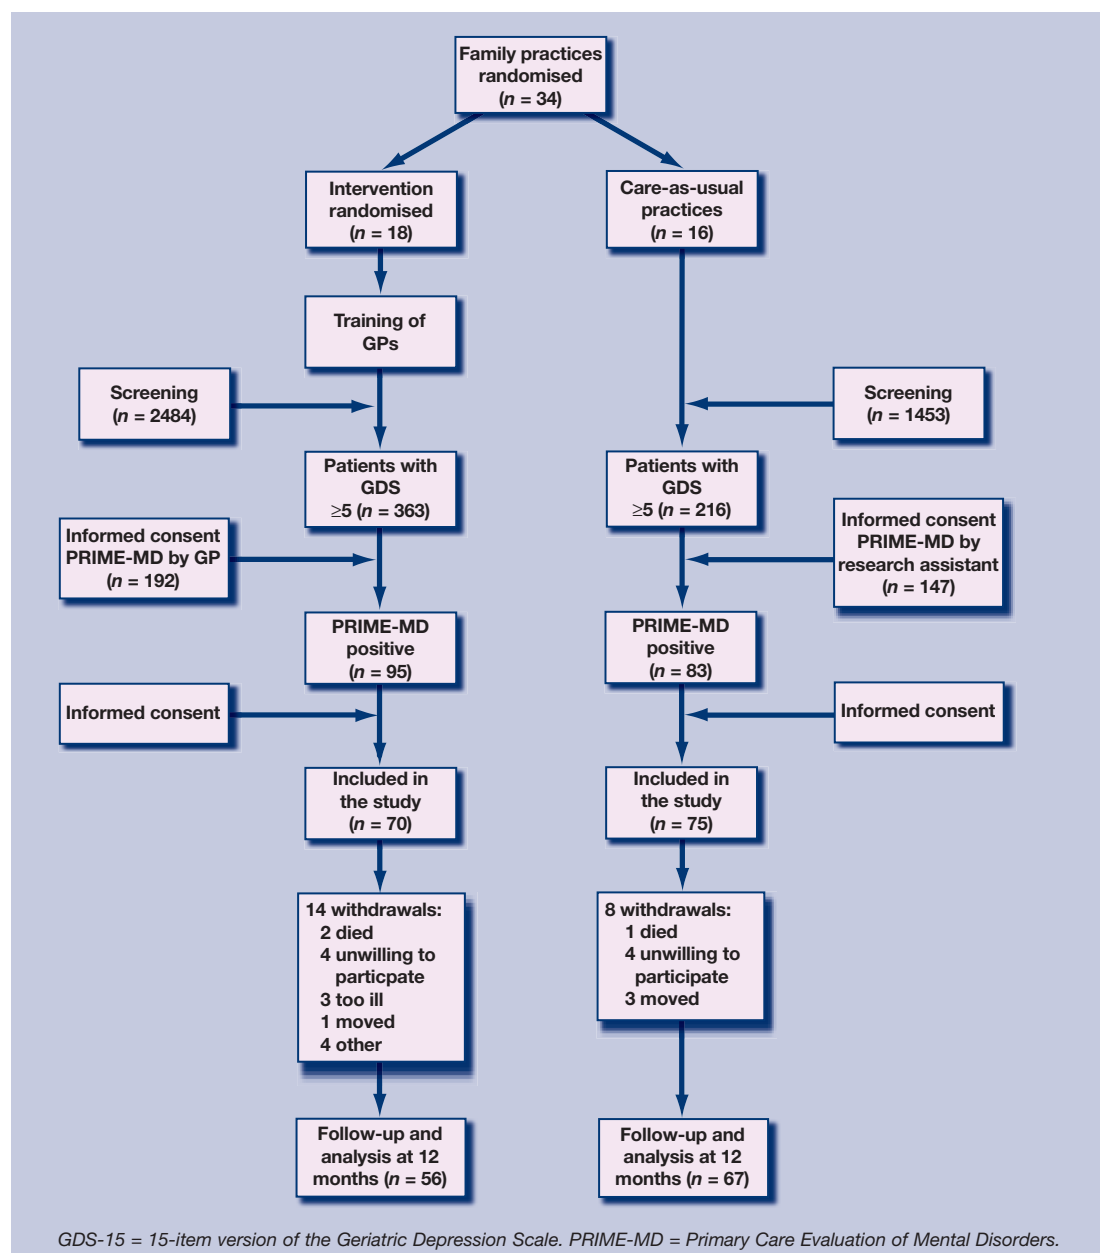 Family practices
randomised
(n = 34)
Intervention
randomised
(n = 18)
Care-as-usual
practices
(n = 16)
Training of
GPs
Screening
(n = 2484)
Screening
(n = 1453)
Patients with
GDS
≥5 (n = 363)
Patients with
GDS
≥5 (n = 216)
Informed consent
PRIME-MD by GP
(n = 192)
Informed consent
PRIME-MD by
research assistant
(n = 147)
PRIME-MD
positive
(n = 95)
PRIME-MD
positive
(n = 83)
Informed consent
Informed consent
Included in
the study
(n = 70)
Included in
the study
(n = 75)
14 withdrawals:
2 died
4 unwilling to
particpate
3 too ill
1 moved
4 other
8 withdrawals:
1 died
4 unwilling to
participate
3 moved
Follow-up and
analysis at 12
months (n = 56)
Follow-up and
analysis at 12
months (n = 67)
GDS-15 = 15-item version of the Geriatric Depression Scale. PRIME-MD = Primary Care Evaluation of Mental Disorders.